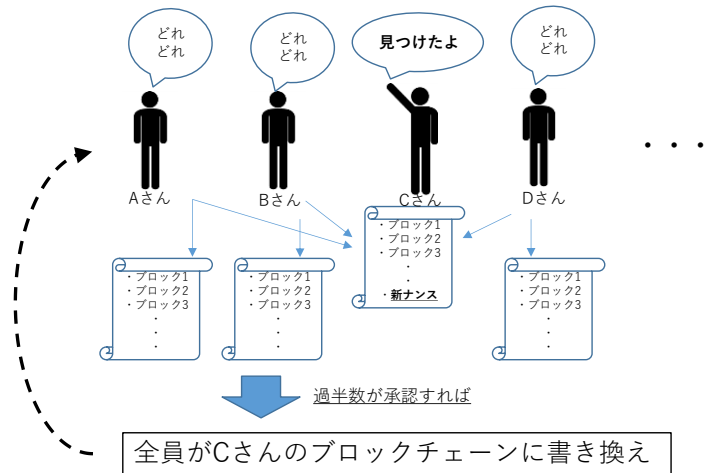 どれ
どれ
どれ
どれ
見つけたよ
どれ
どれ
・・・
Aさん
Bさん
Cさん
Dさん
・ブロック1
・ブロック2
・ブロック3
・
・
・新ナンス
・ブロック1
・ブロック2
・ブロック3
・
・
・
・ブロック1
・ブロック2
・ブロック3
・
・
・
・ブロック1
・ブロック2
・ブロック3
・
・
・
過半数が承認すれば
全員がCさんのブロックチェーンに書き換え